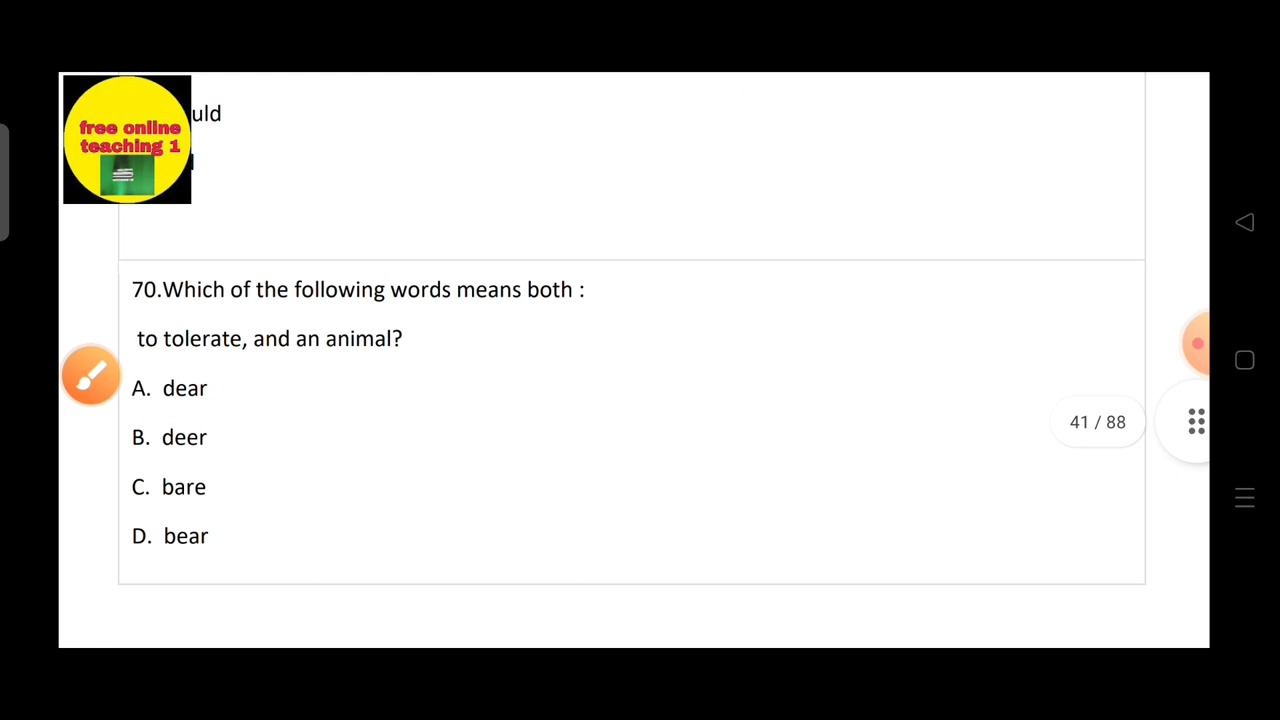 uld
free online
teaching 1
70.Which of the following words means both :
to tolerate, and an animal?
A. dear
B. deer
C. bare
D. bear
41 / 88